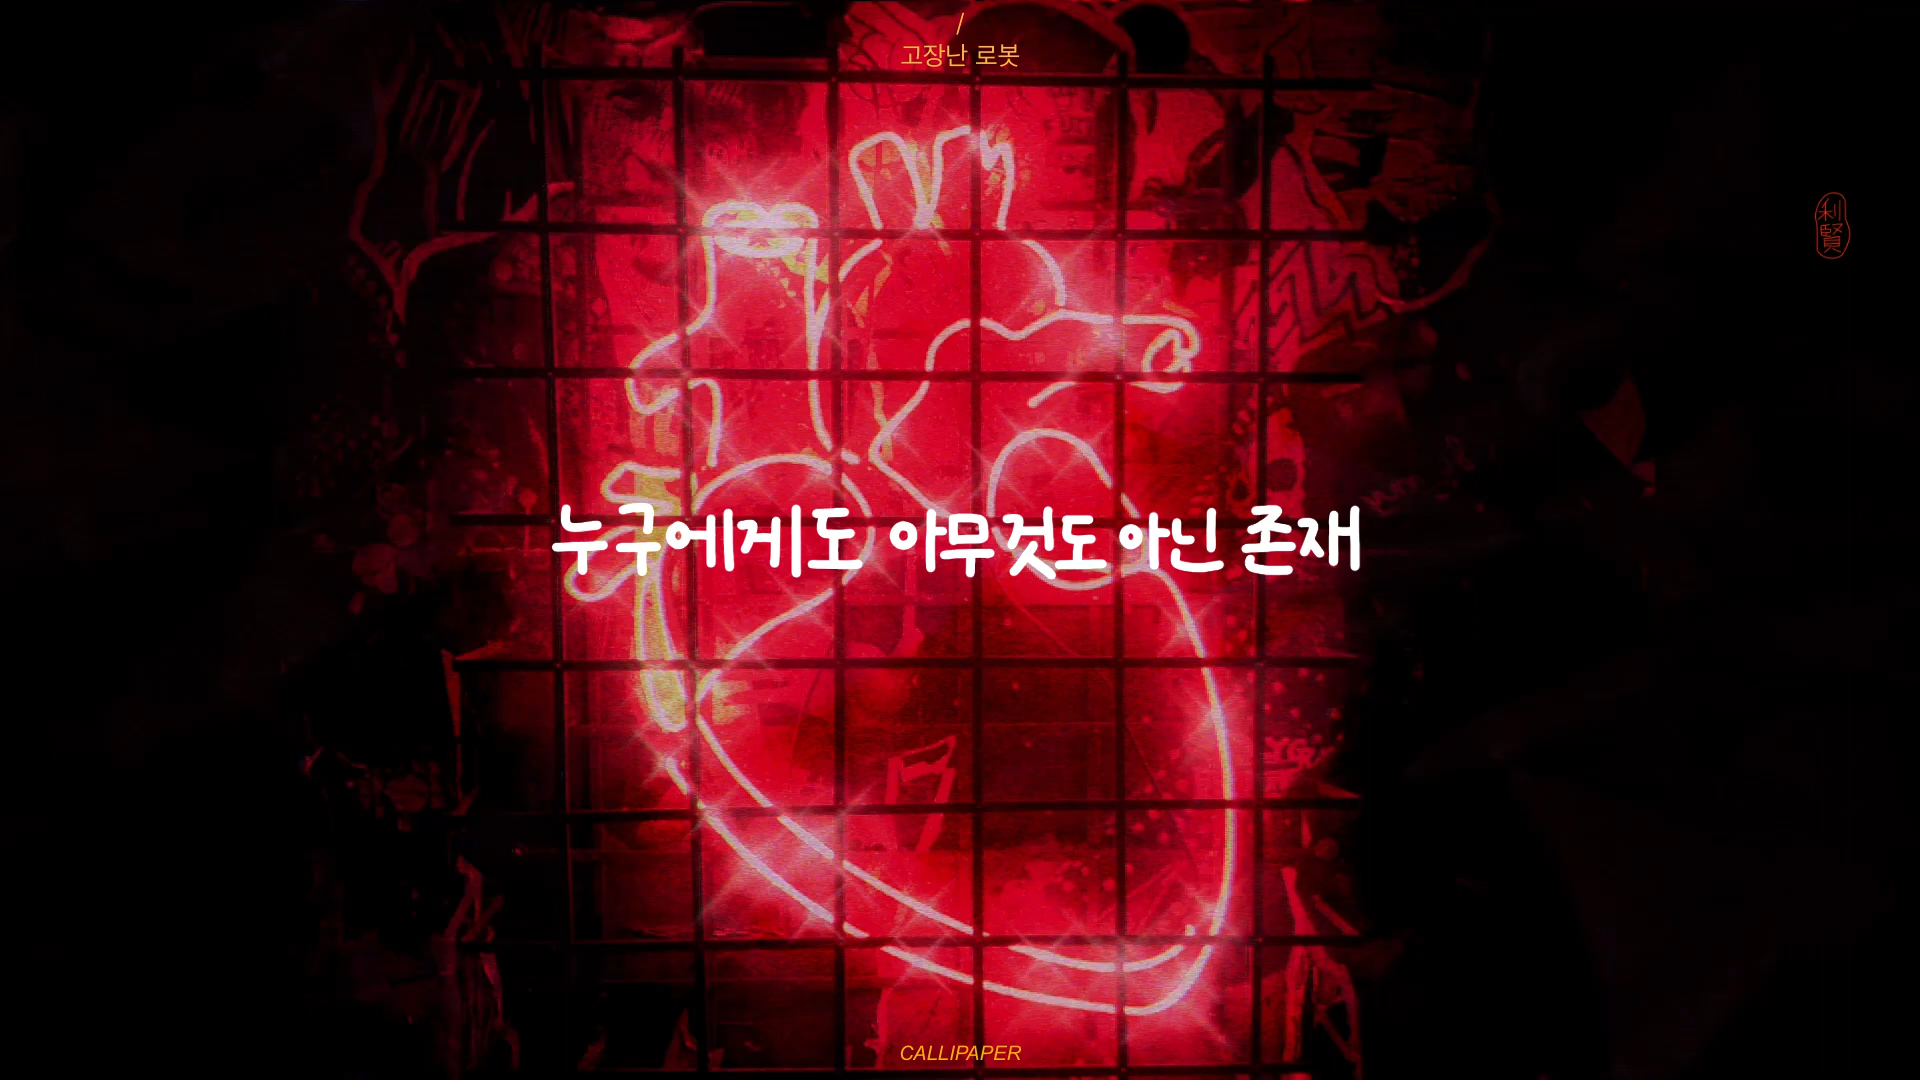 /
고장난 로봇
利
賢
누구에게도 아무것도 아닌 존재
CALLIPAPER